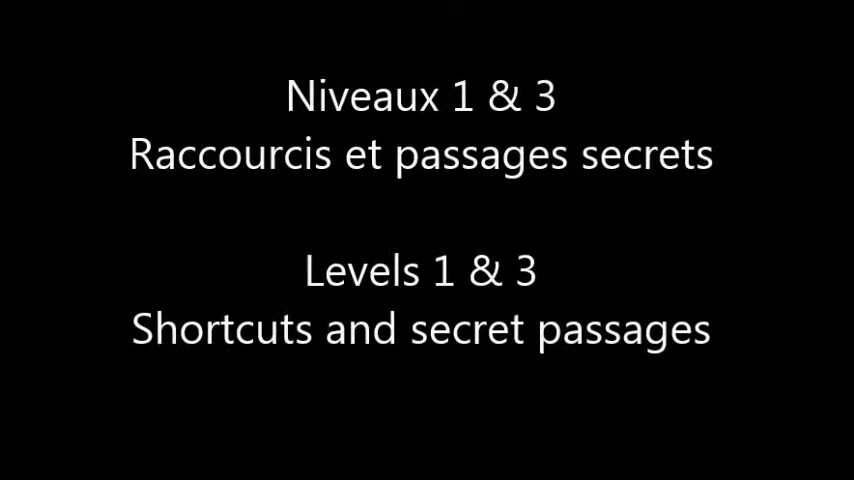 Niveaux 1 & 3
Raccourcis et passages secrets
Levels 1 & 3
Shortcuts and secret passages